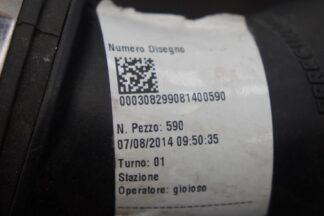 Numero Disegno
000308299081400590
N. Pezzo: 590
07/08/2014 09:50:35
Turno: 01
Stazione
Operatore: gioioso